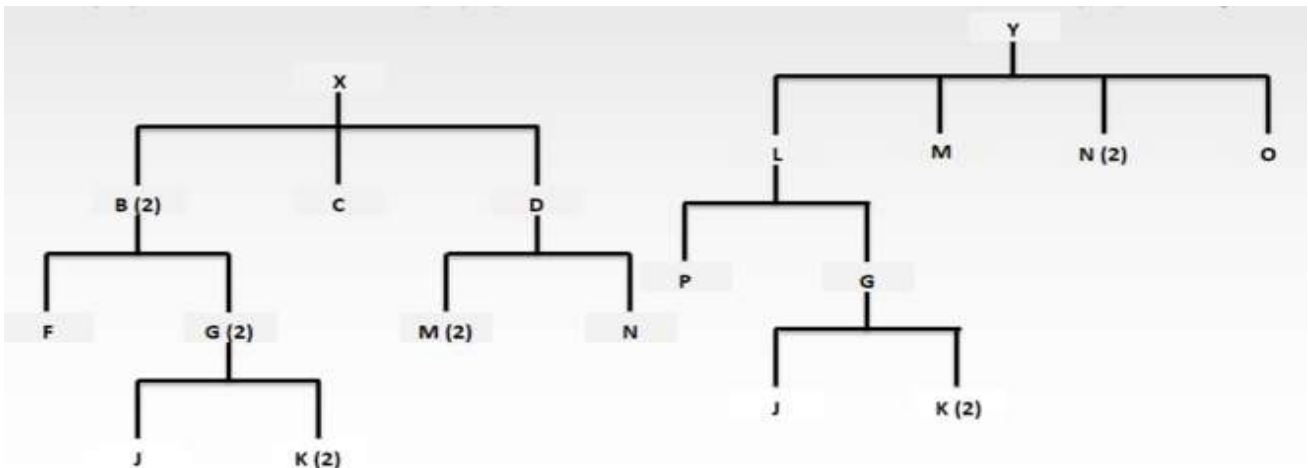 Y
X
L M N (2) O
B (2) C D
P G
F G (2) M (2) N
J K (2)
J K (2)